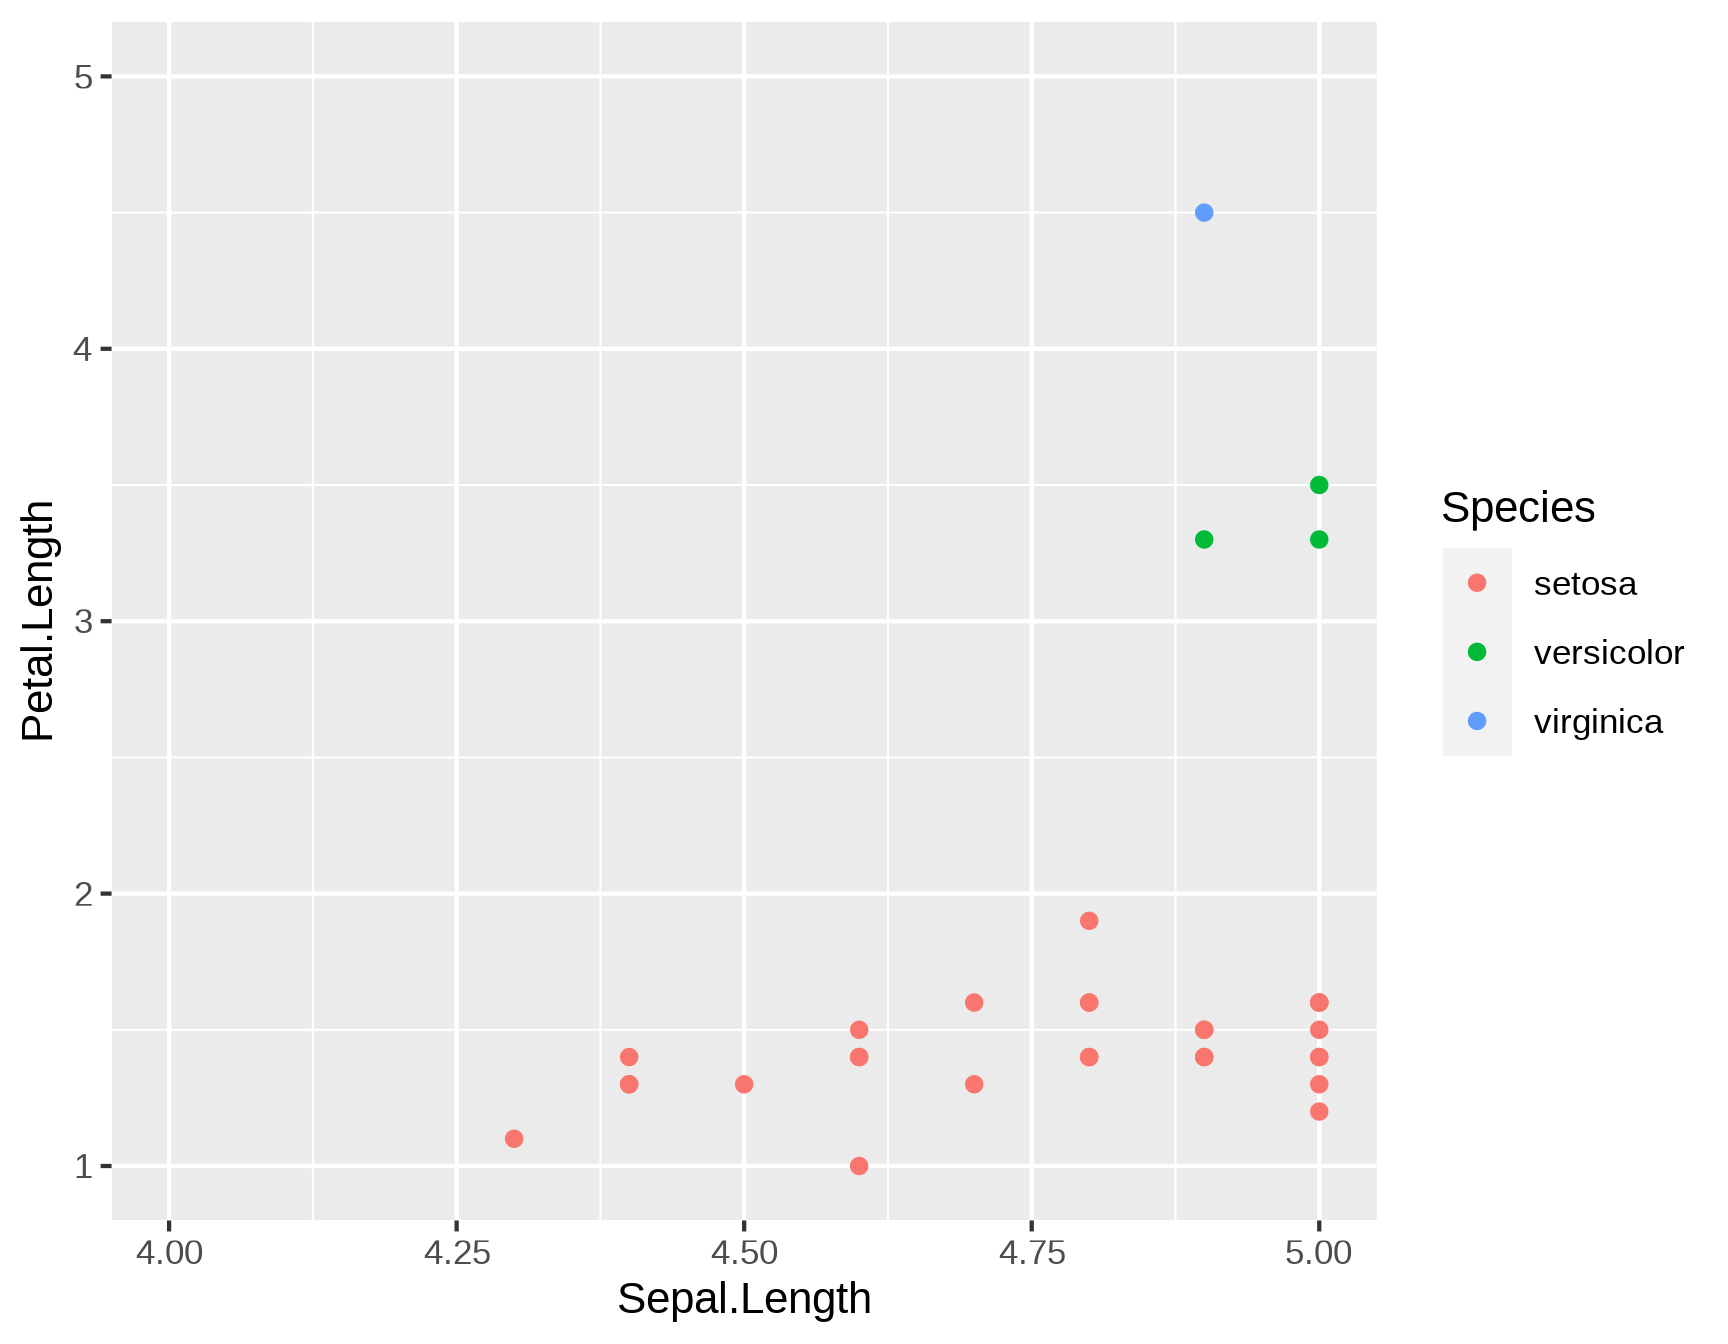 5
4
3
2
1
Petal.Length
4.00 4.25 4.50 4.75 5.00
Sepal.Length
Species
setosa
versicolor
virginica